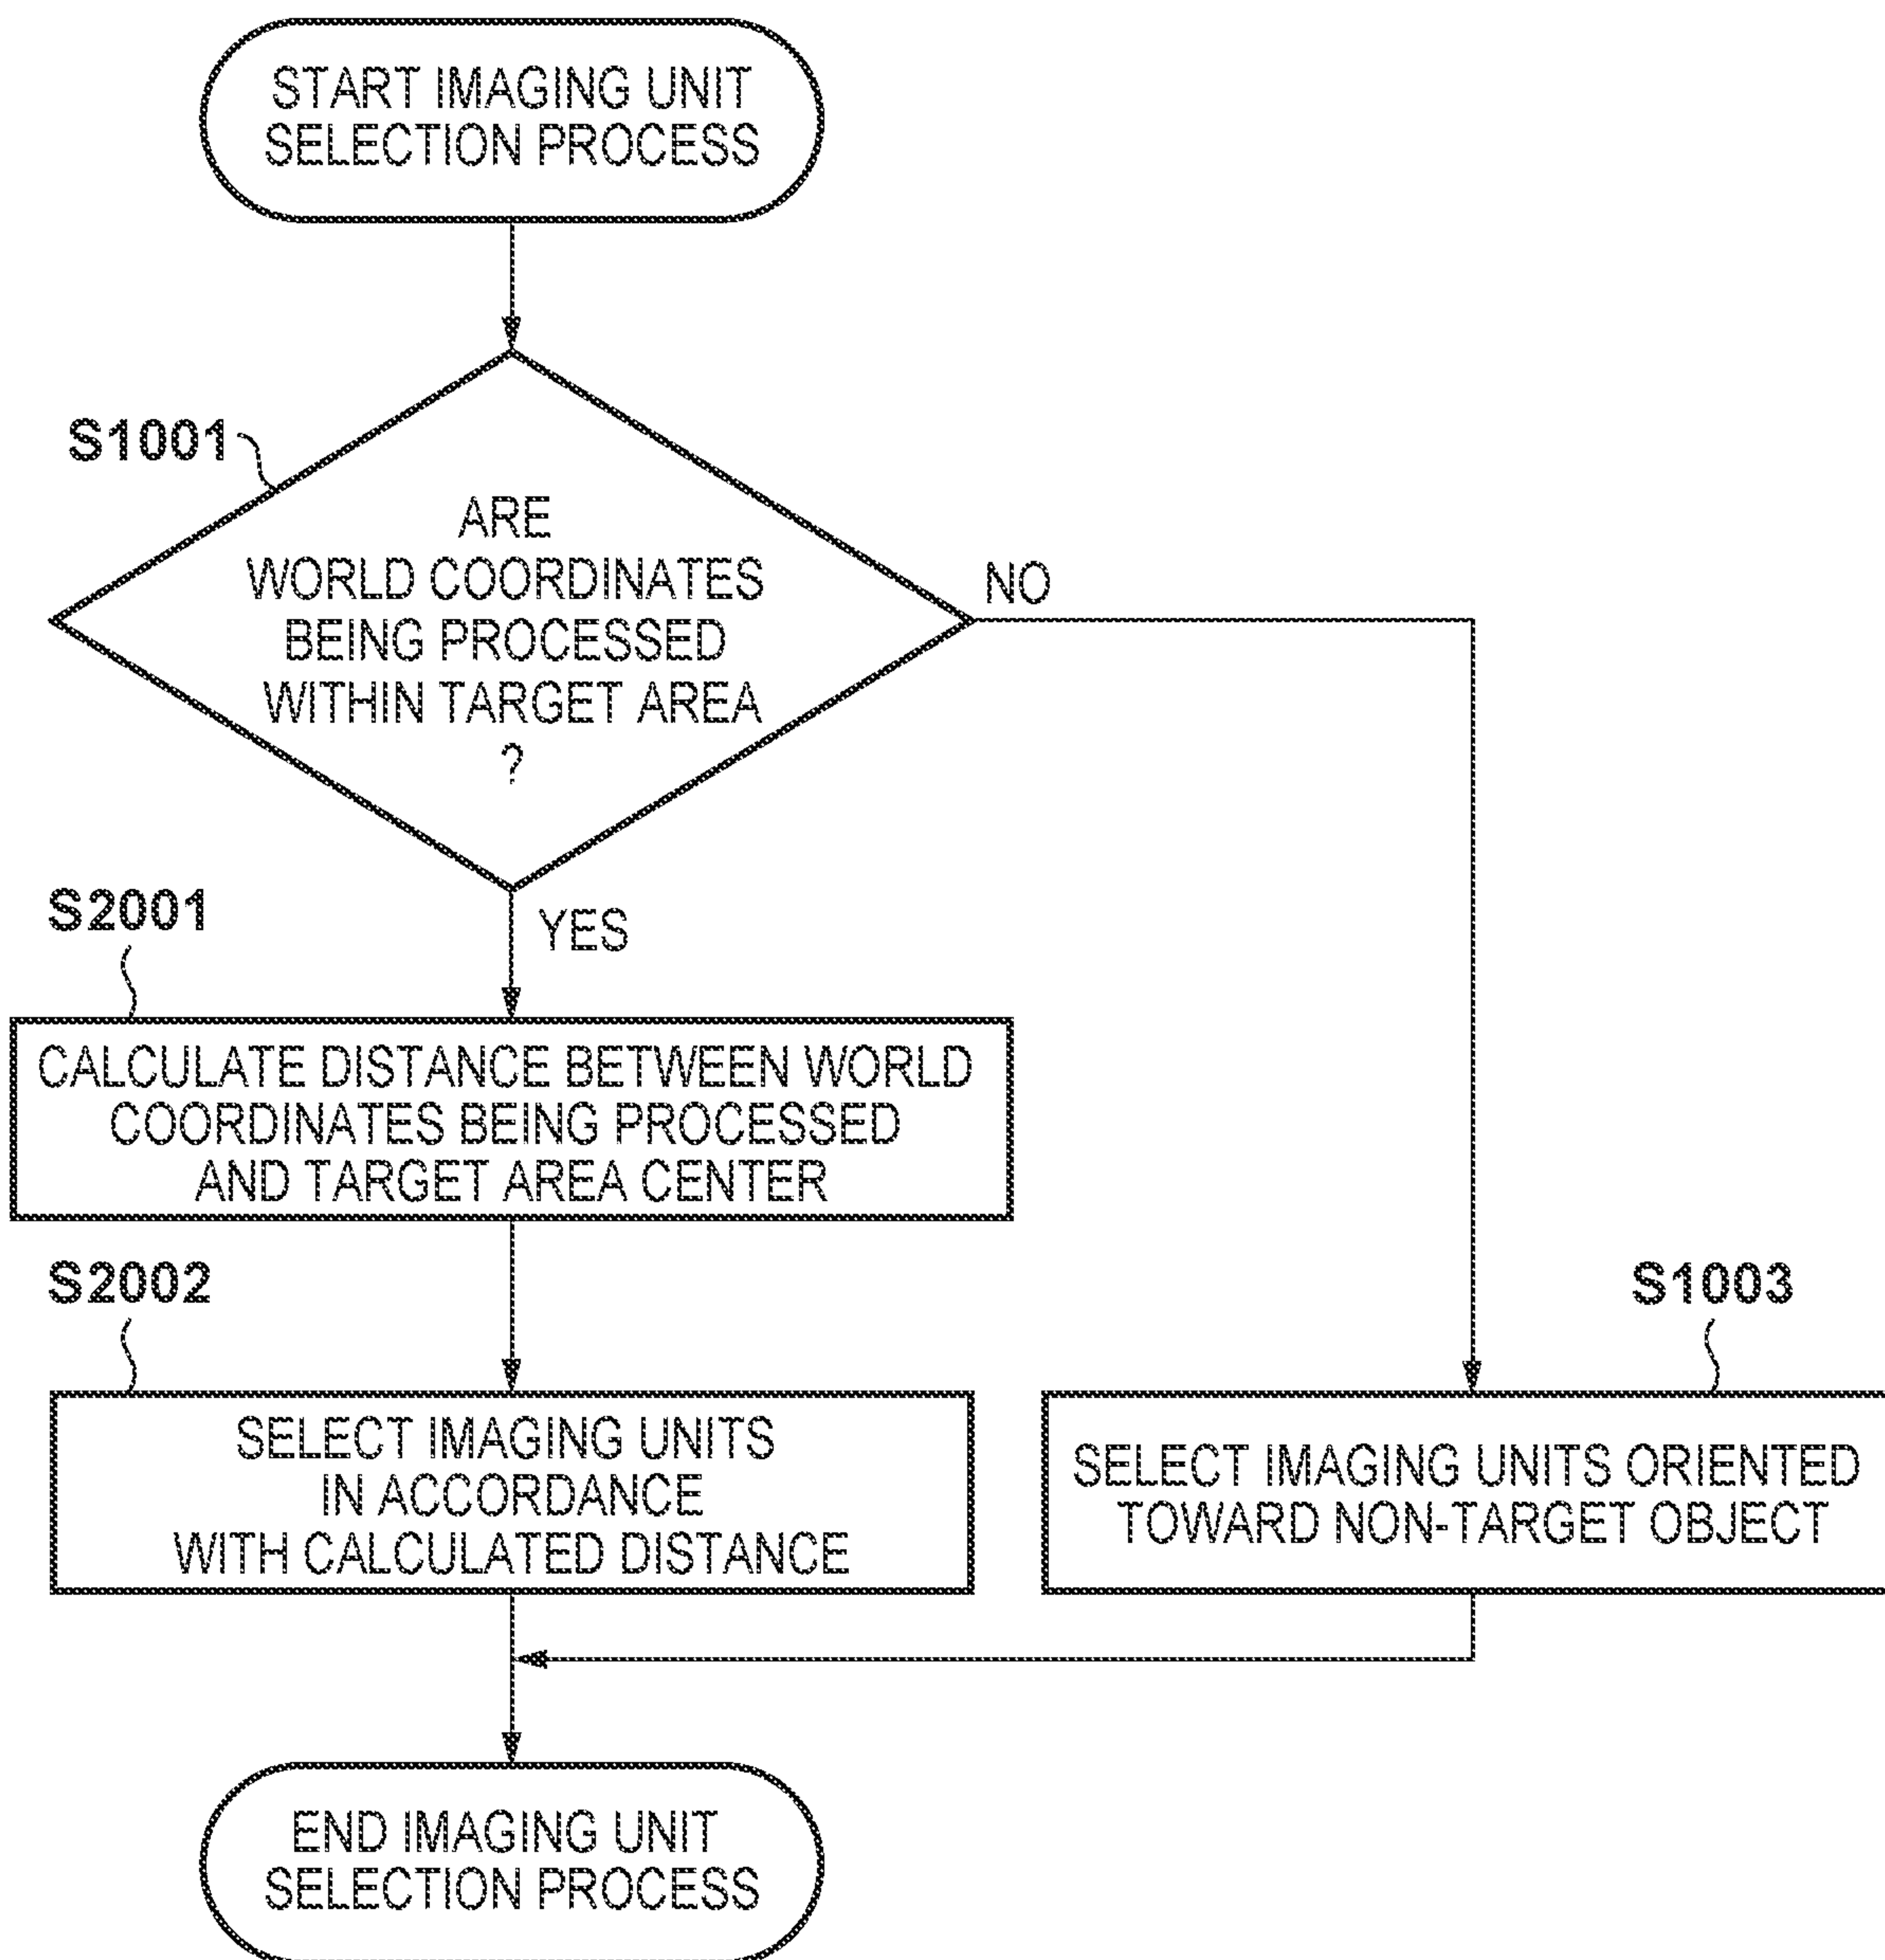 START IMAGING UNIT
SELECTION PROCESS
S1001
ARE
WORLD COORDINATES
BEING PROCESSED
WITHIN TARGET AREA
?
NO
YES
S2001
CALCULATE DISTANCE BETWEEN WORLD
COORDINATES BEING PROCESSED
AND TARGET AREA CENTER
S2002
SELECT IMAGING UNITS
IN ACCORDANCE
WITH CALCULATED DISTANCE
S1003
SELECT IMAGING UNITS ORIENTED
TOWARD NON-TARGET OBJECT
END IMAGING UNIT
SELECTION PROCESS